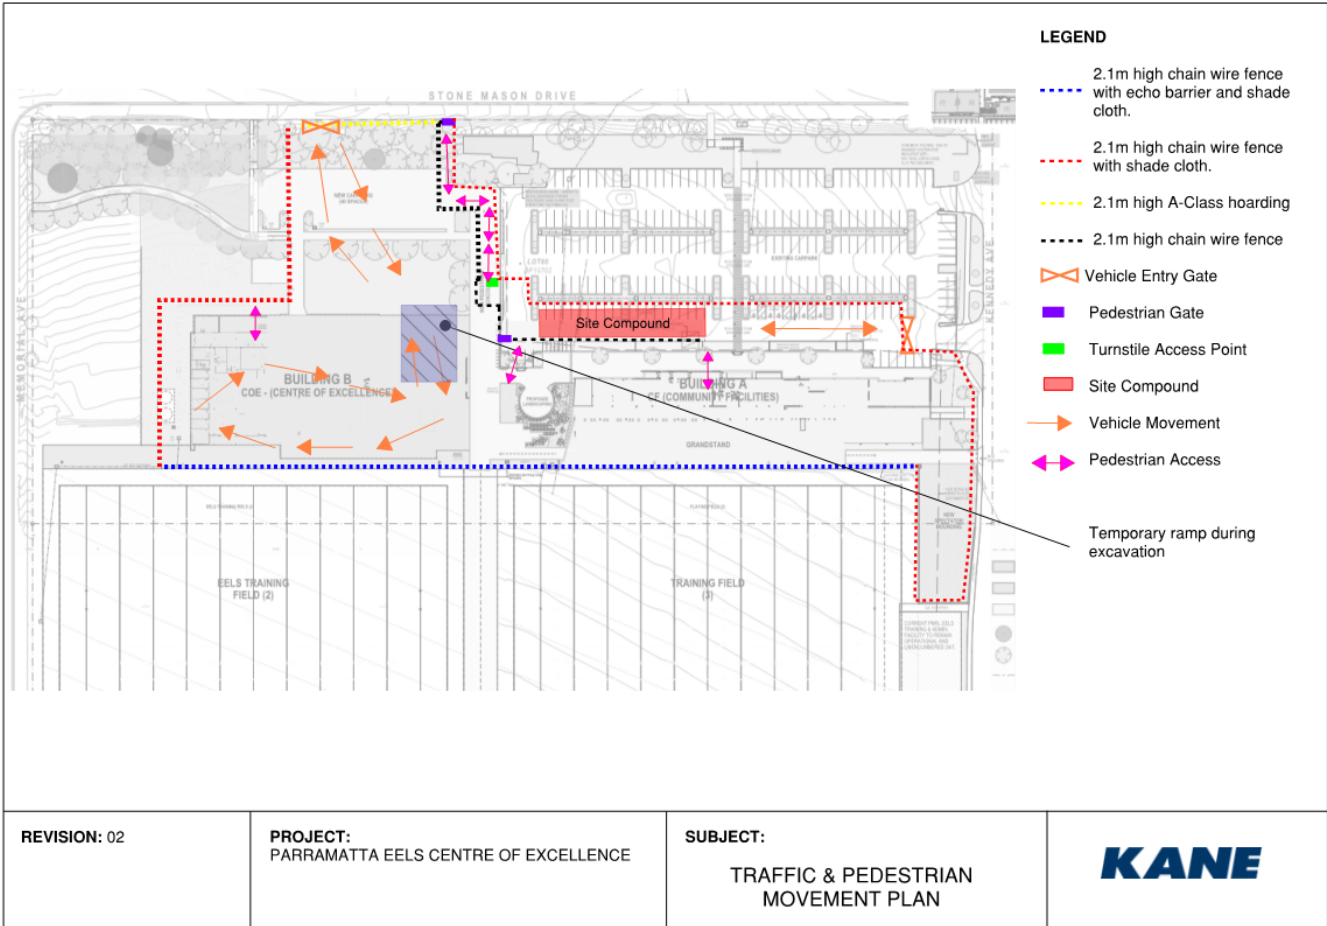 STONE MASON DRIVE
MEMORIAL AVE
KENNEDY AVE
EXISTING CARPARK
LOT
Site Compound
BUILDING B
COE - (CENTRE OF EXCELLENCE)
BUILDING A
CF (COMMUNITY FACILITIES)
GRANDSTAND
EELS TRAINING
FIELD (2)
TRAINING FIELD
(3)
LEGEND
2.1m high chain wire fence
with echo barrier and shade
cloth.
2.1m high chain wire fence
with shade cloth.
2.1m high A-Class hoarding
2.1m high chain wire fence
Vehicle Entry Gate
Pedestrian Gate
Turnstile Access Point
Site Compound
Vehicle Movement
Pedestrian Access
Temporary ramp during
excavation
REVISION: 02
PROJECT:
PARRAMATTA EELS CENTRE OF EXCELLENCE
SUBJECT:
TRAFFIC & PEDESTRIAN
MOVEMENT PLAN
KANE